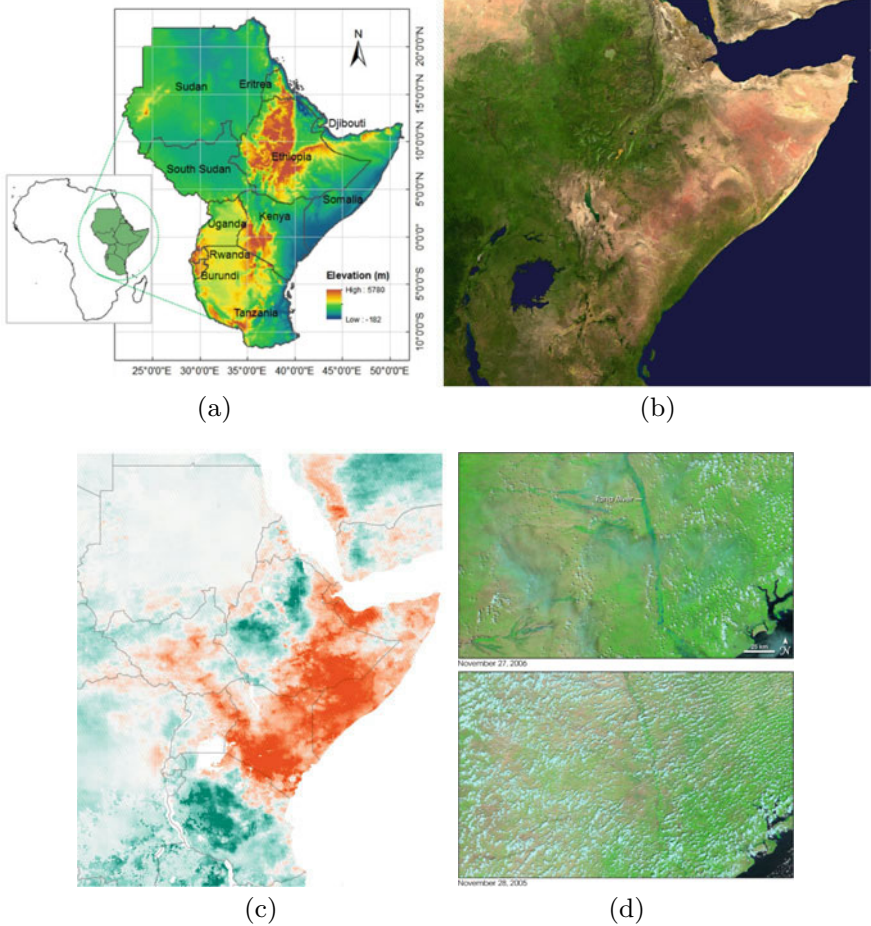 N
Sudan
Eritrea
Djibouti
Ethiopia
South Sudan
Somalia
Uganda
Kenya
Rwanda
Burundi
Tanzania
Elevation (m)
High : 5780
Low : -182
20°0'0"N
15°0'0"N
10°0'0"N
5°0'0"N
0°0'0"
5°0'0"S
10°0'0"S
25°0'0"E 30°0'0"E 35°0'0"E 40°0'0"E 45°0'0"E 50°0'0"E
(a)
(b)
Tana River
25 km
N
November 27, 2006
November 28, 2005
(c)
(d)